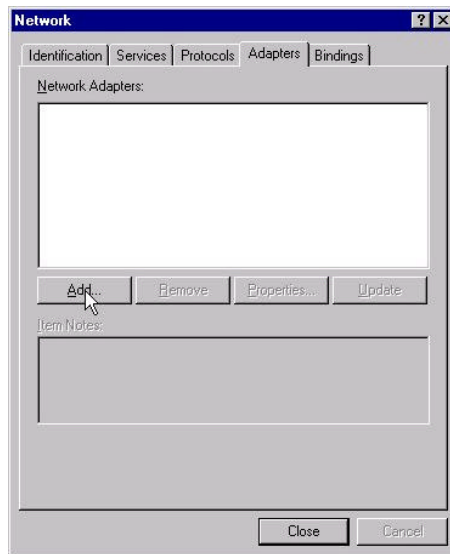 Network
Identification Services Protocols Adapters Bindings
Network Adapters:
Add... Remove Properties... Update
Item Notes:
Close Cancel